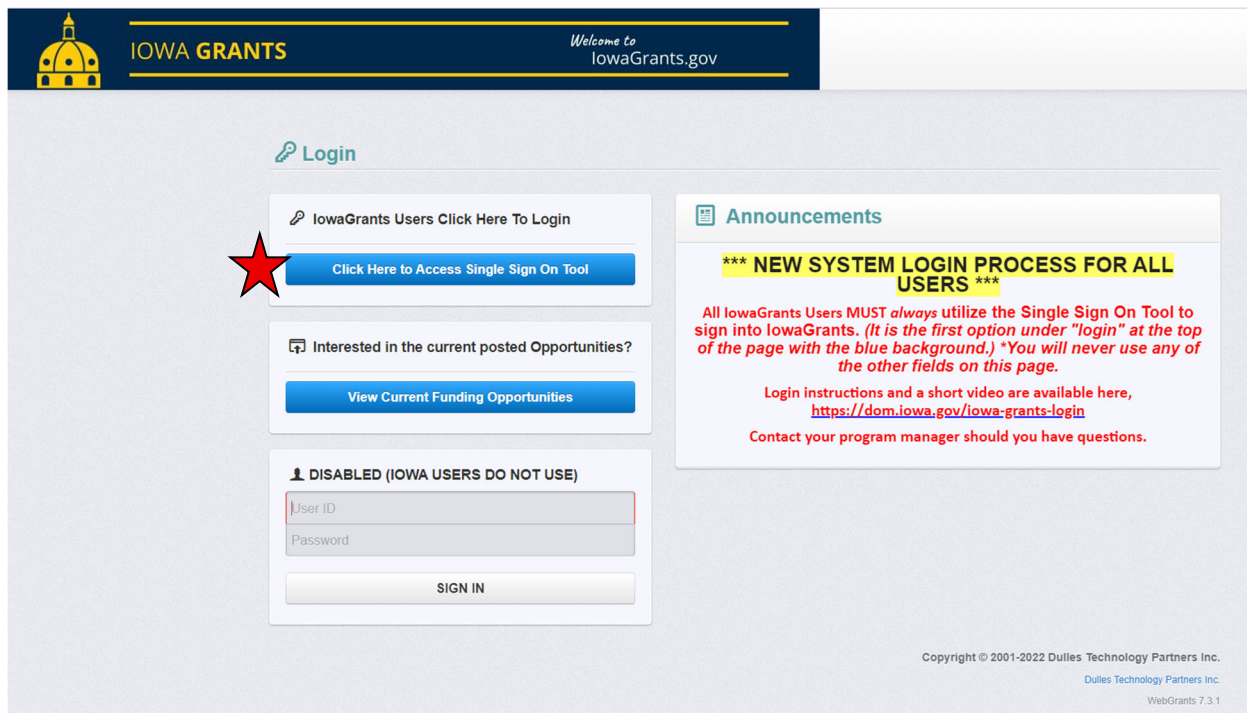 IOWA GRANTS
Welcome to
IowaGrants.gov
Login
IowaGrants Users Click Here To Login
Click Here to Access Single Sign On Tool
Interested in the current posted Opportunities?
View Current Funding Opportunities
DISABLED (IOWA USERS DO NOT USE)
User ID
Password
SIGN IN
Announcements
*** NEW SYSTEM LOGIN PROCESS FOR ALL
USERS ***
All IowaGrants Users MUST always utilize the Single Sign On Tool to
sign into IowaGrants. (It is the first option under "login" at the top
of the page with the blue background.) *You will never use any of
the other fields on this page.
Login instructions and a short video are available here,
https://dom.iowa.gov/iowa-grants-login
Contact your program manager should you have questions.
Copyright © 2001-2022 Dulles Technology Partners Inc.
Dulles Technology Partners Inc.
WebGrants 7.3.1